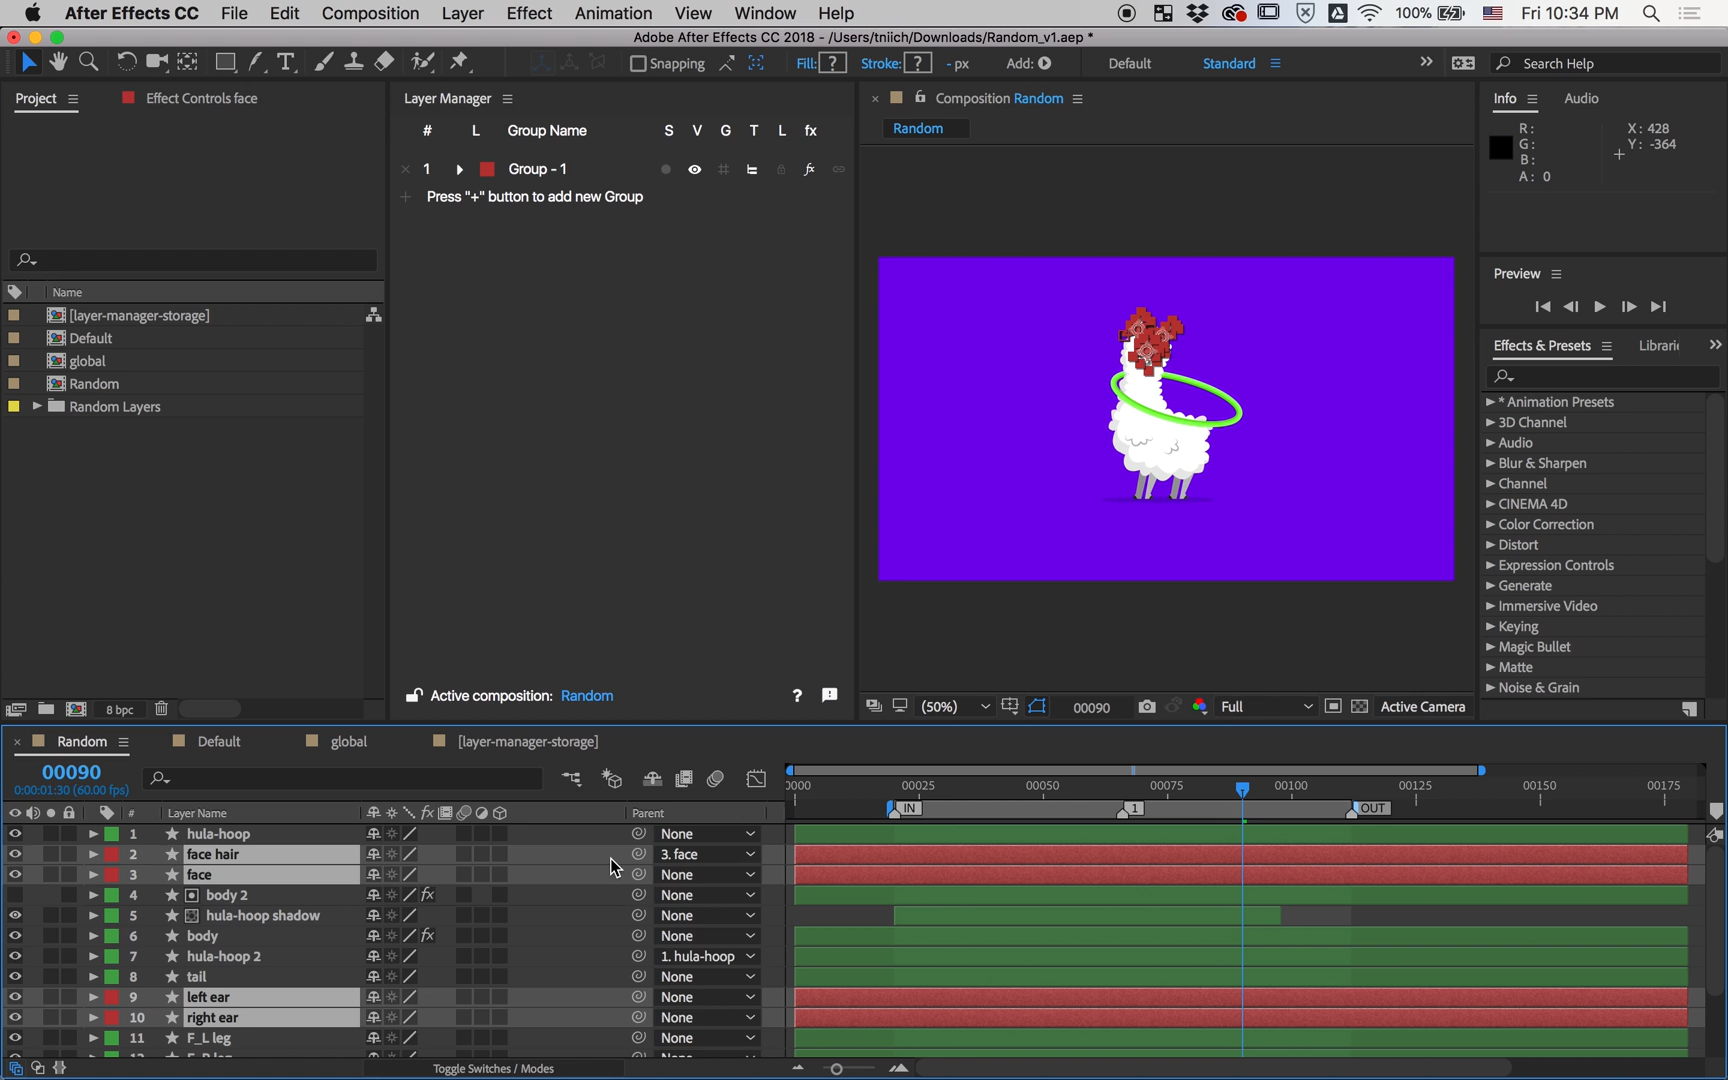 After Effects CC File Edit Composition Layer Effect Animation View Window Help 100% Fri 10:34 PM
Adobe After Effects CC 2018 - /Users/tniich/Downloads/Random_v1.aep *
Snapping Fill: ? Stroke: ? - px Add: Default Standard Search Help
Project Effect Controls face Layer Manager Composition Random Info Audio
Random
# L Group Name S V G T L fx
R: X: 428
G: Y: -364
B:
A: 0
1 Group - 1
Press "+" button to add new Group
Preview
Name
[layer-manager-storage]
Default
global
Random
Random Layers
Effects & Presets Librari
* Animation Presets
3D Channel
Audio
Blur & Sharpen
Channel
CINEMA 4D
Color Correction
Distort
Expression Controls
Generate
Immersive Video
Keying
Magic Bullet
Matte
Noise & Grain
Active composition: Random ?
8 bpc (50%) 00090 Full Active Camera
Random Default global [layer-manager-storage]
00090
0:00:01:30 (60.00 fps)
0000 00025 00050 00075 00100 00125 00150 00175
IN 1 OUT
# Layer Name fx Parent
1 hula-hoop None
2 face hair 3. face
3 face None
4 body 2 fx None
5 hula-hoop shadow None
6 body fx None
7 hula-hoop 2 1. hula-hoop
8 tail None
9 left ear None
10 right ear None
11 F_L leg None
Toggle Switches / Modes